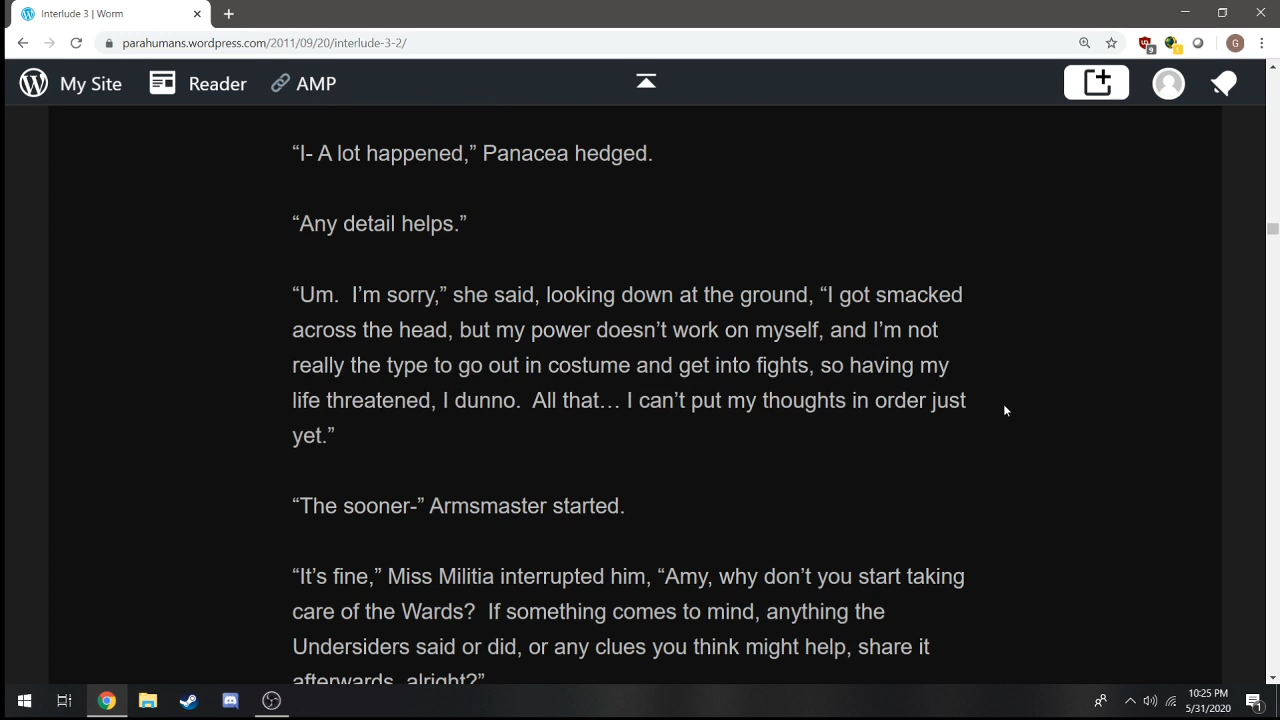 Interlude 3 | Worm
parahumans.wordpress.com/2011/09/20/interlude-3-2/
G
9
1
My Site
Reader
AMP
“I- A lot happened,” Panacea hedged.
“Any detail helps.”
“Um.  I’m sorry,” she said, looking down at the ground, “I got smacked
across the head, but my power doesn’t work on myself, and I’m not
really the type to go out in costume and get into fights, so having my
life threatened, I dunno.  All that… I can’t put my thoughts in order just
yet.”
“The sooner-” Armsmaster started.
“It’s fine,” Miss Militia interrupted him, “Amy, why don’t you start taking
care of the Wards?  If something comes to mind, anything the
Undersiders said or did, or any clues you think might help, share it
afterwards, alright?”
10:25 PM
5/31/2020
1